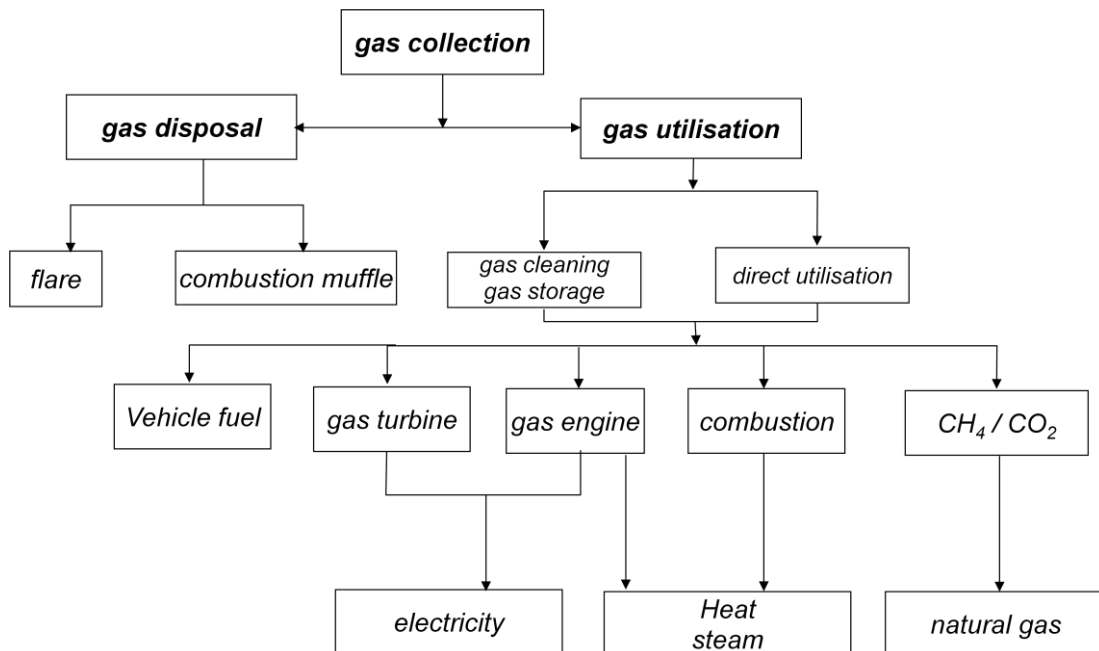 gas collection
gas disposal
gas utilisation
flare
combustion muffle
gas cleaning
gas storage
direct utilisation
Vehicle fuel
gas turbine
gas engine
combustion
CH₄ / CO₂
electricity
Heat
steam
natural gas